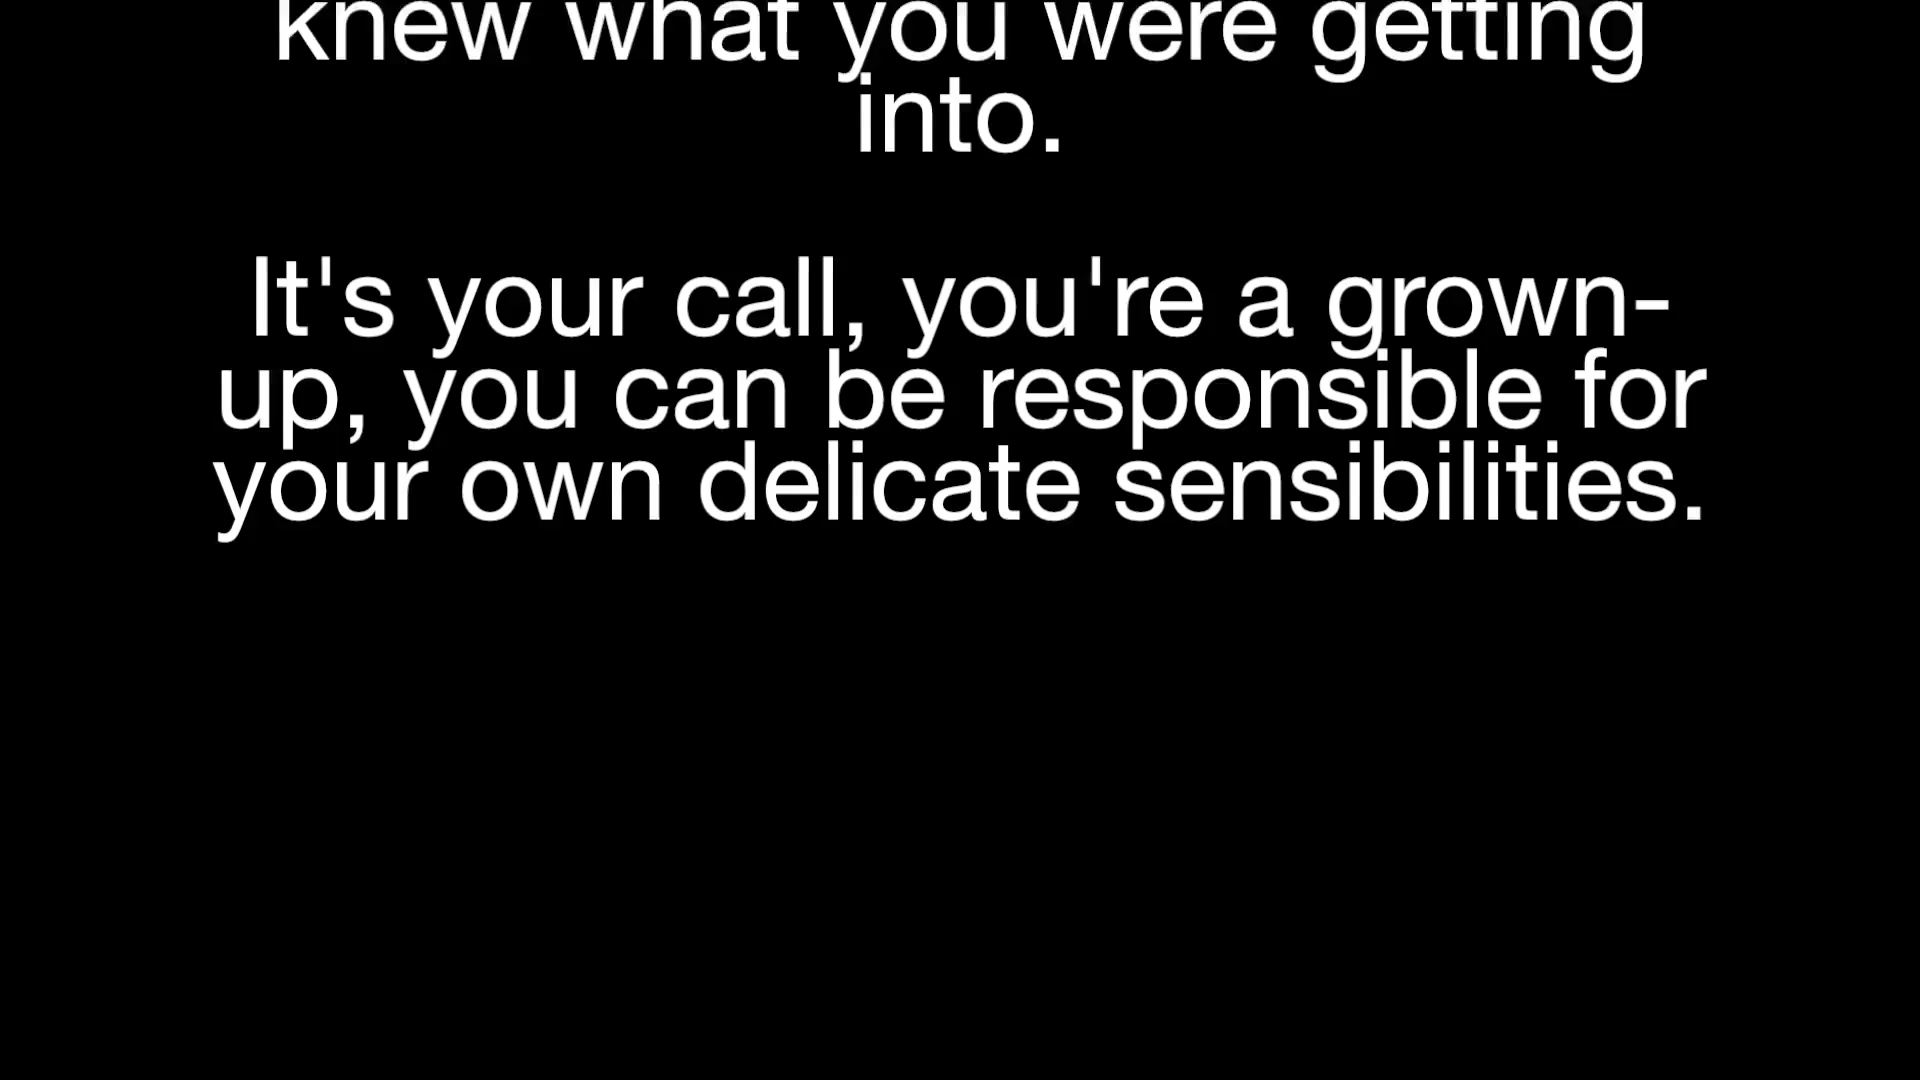 knew what you were getting
into.
It's your call, you're a grown-
up, you can be responsible for
your own delicate sensibilities.